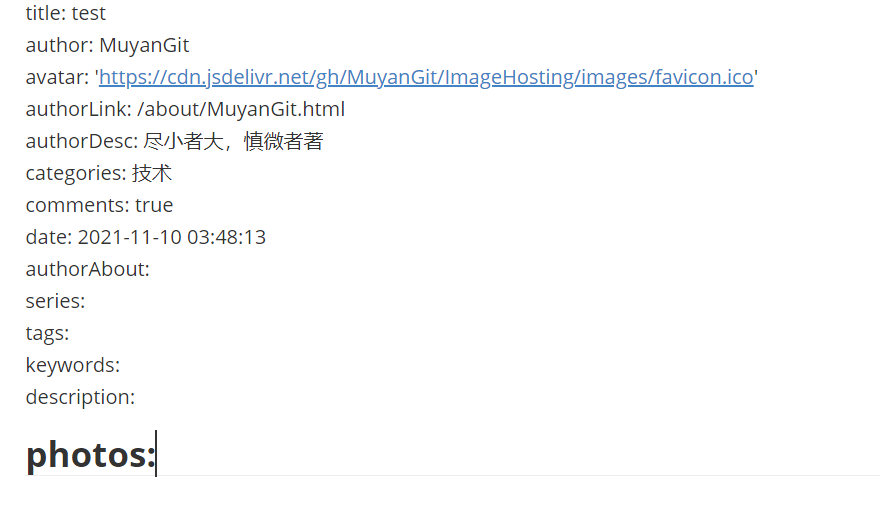 title: test
author: MuyanGit
avatar: 'https://cdn.jsdelivr.net/gh/MuyanGit/ImageHosting/images/favicon.ico'
authorLink: /about/MuyanGit.html
authorDesc: 尽小者大，慎微者著
categories: 技术
comments: true
date: 2021-11-10 03:48:13
authorAbout:
series:
tags:
keywords:
description:
photos: